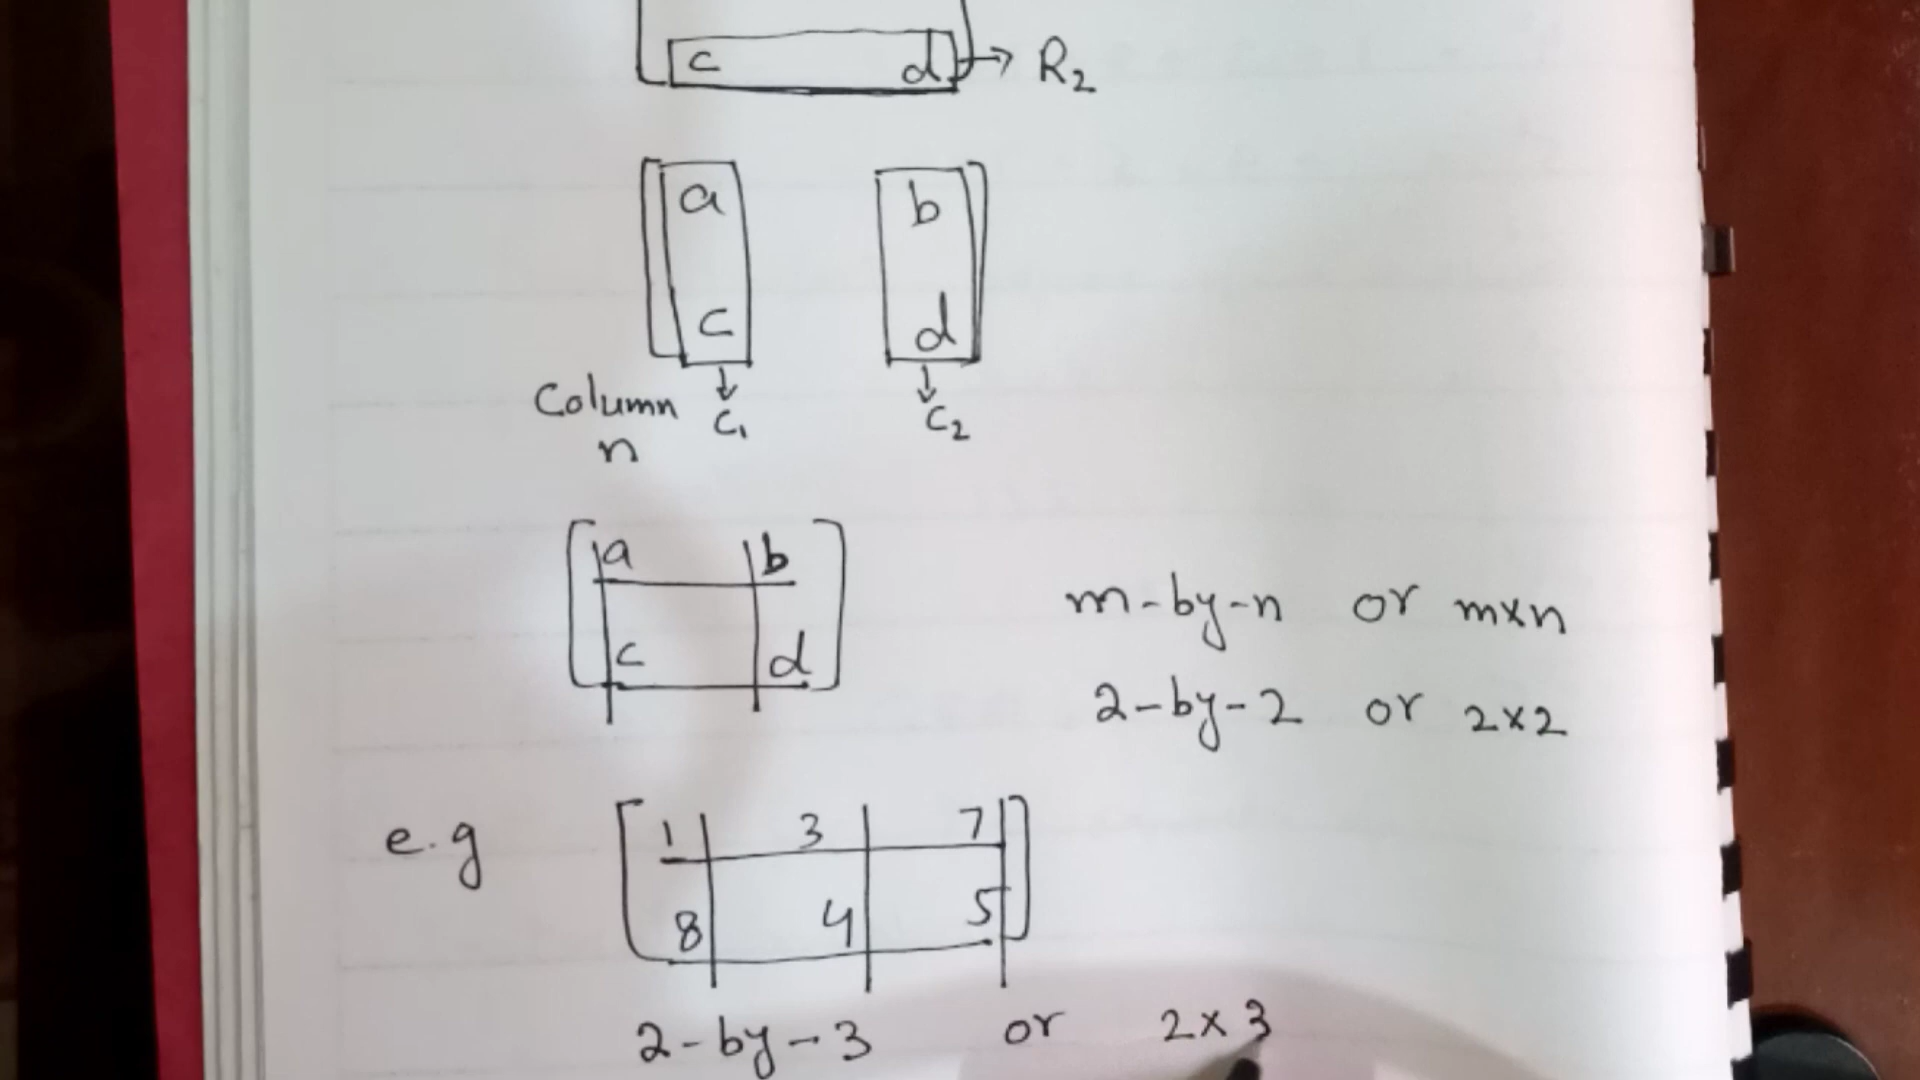 c d → R₂
a b
c d
↓ ↓
Column C₁ C₂
n
a b
c d
m-by-n or m×n
2-by-2 or 2×2
e.g
1 3 7
8 4 5
2-by-3 or 2×3